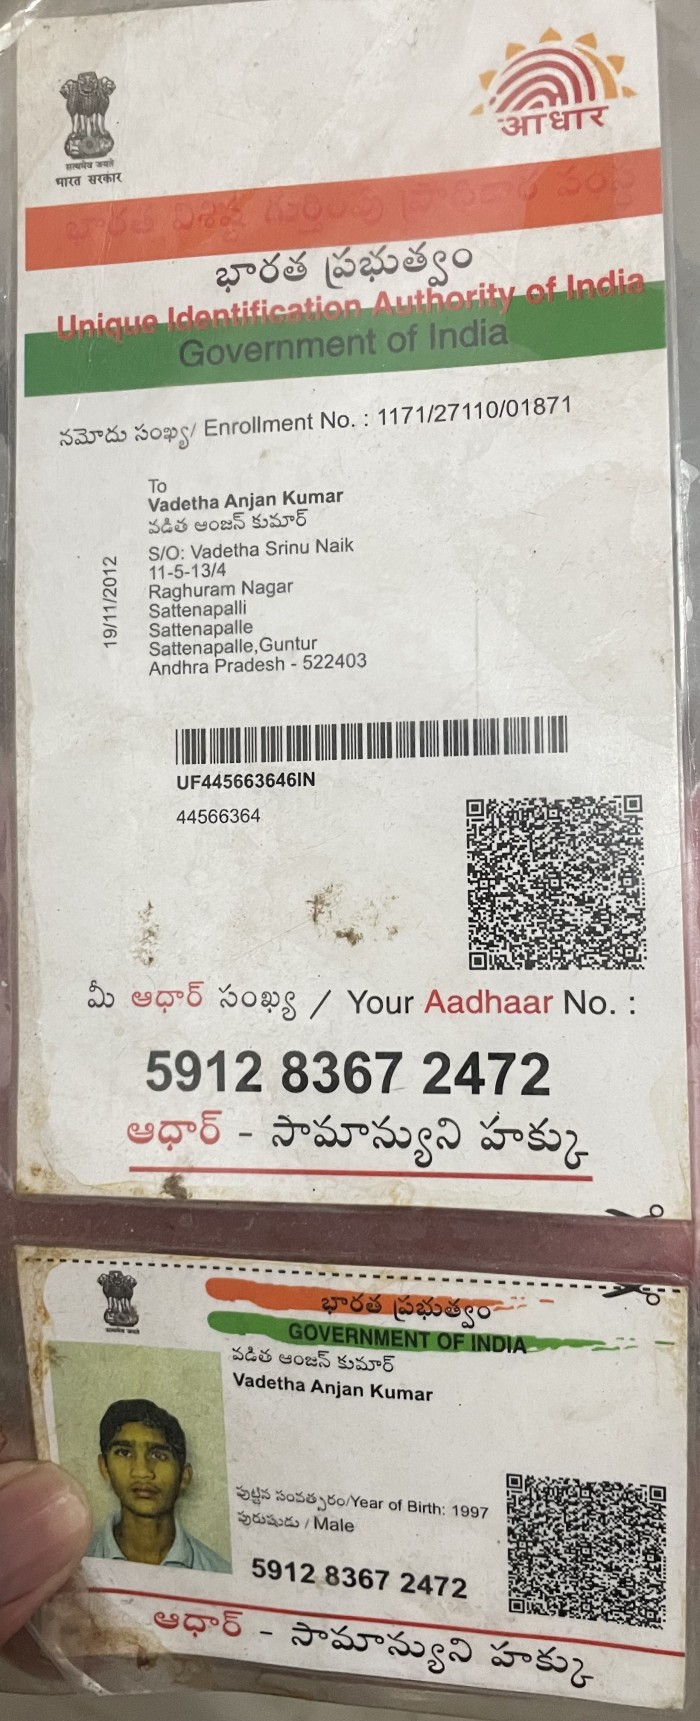 आधार
सत्यमेव जयते
भारत सरकार
భారత విశిష్ట గుర్తింపు ప్రాధికార సంస్థ
భారత ప్రభుత్వం
Unique Identification Authority of India
Government of India
నమోదు సంఖ్య/ Enrollment No. : 1171/27110/01871
To
Vadetha Anjan Kumar
వడిత ఆంజన్ కుమార్
S/O: Vadetha Srinu Naik
11-5-13/4
Raghuram Nagar
Sattenapalli
Sattenapalle
Sattenapalle,Guntur
Andhra Pradesh - 522403
19/11/2012
UF445663646IN
44566364
మీ ఆధార్ సంఖ్య / Your Aadhaar No. :
5912 8367 2472
ఆధార్ - సామాన్యుని హక్కు
భారత ప్రభుత్వం
GOVERNMENT OF INDIA
వడిత ఆంజన్ కుమార్
Vadetha Anjan Kumar
పుట్టిన సంవత్సరం/Year of Birth: 1997
పురుషుడు / Male
5912 8367 2472
ఆధార్ - సామాన్యుని హక్కు